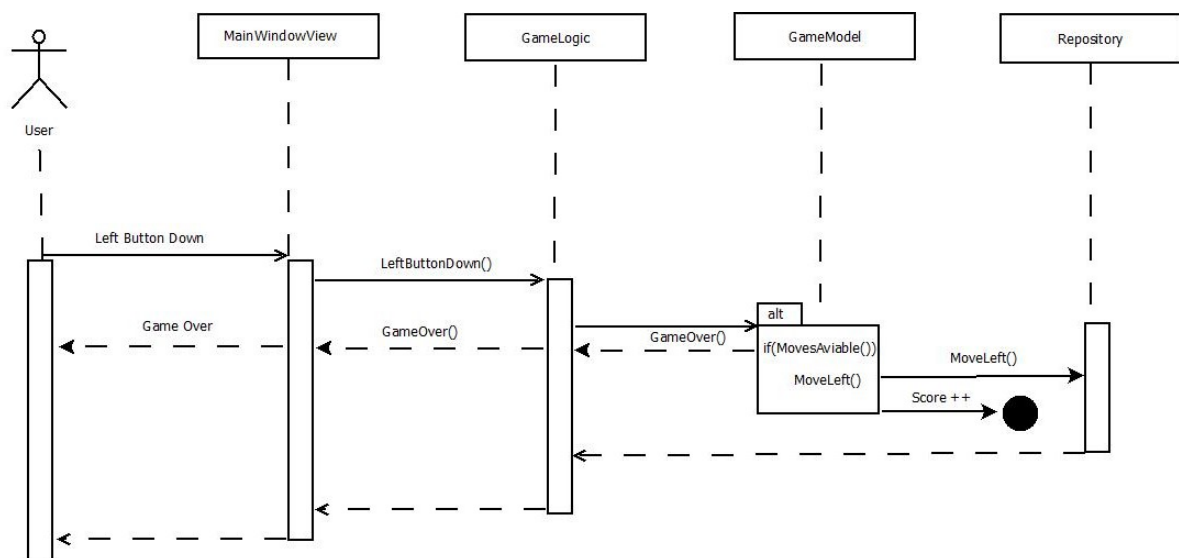 MainWindowView
GameLogic
GameModel
Repository
User
Left Button Down
LeftButtonDown()
Game Over
GameOver()
GameOver()
alt
if(MovesAviable())
MoveLeft()
MoveLeft()
Score ++